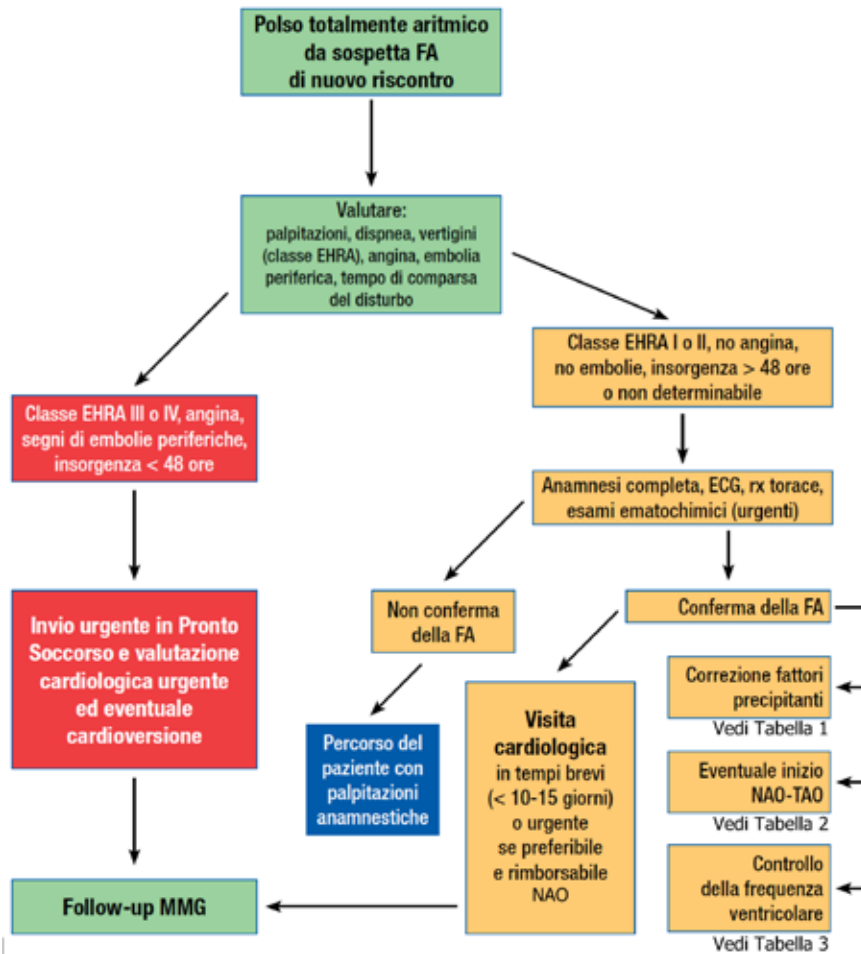 Polso totalmente aritmico
da sospetta FA
di nuovo riscontro
Valutare:
palpitazioni, dispnea, vertigini
(classe EHRA), angina, embolia
periferica, tempo di comparsa
del disturbo
Classe EHRA III o IV, angina,
segni di embolie periferiche,
insorgenza < 48 ore
Classe EHRA I o II, no angina,
no embolie, insorgenza > 48 ore
o non determinabile
Anamnesi completa, ECG, rx torace,
esami ematochimici (urgenti)
Invio urgente in Pronto
Soccorso e valutazione
cardiologica urgente
ed eventuale
cardioversione
Non conferma
della FA
Conferma della FA
Percorso del
paziente con
palpitazioni
anamnestiche
Visita
cardiologica
in tempi brevi
(< 10-15 giorni)
o urgente
se preferibile
e rimborsabile
NAO
Correzione fattori
precipitanti
Vedi Tabella 1
Eventuale inizio
NAO-TAO
Vedi Tabella 2
Controllo
della frequenza
ventricolare
Vedi Tabella 3
Follow-up MMG